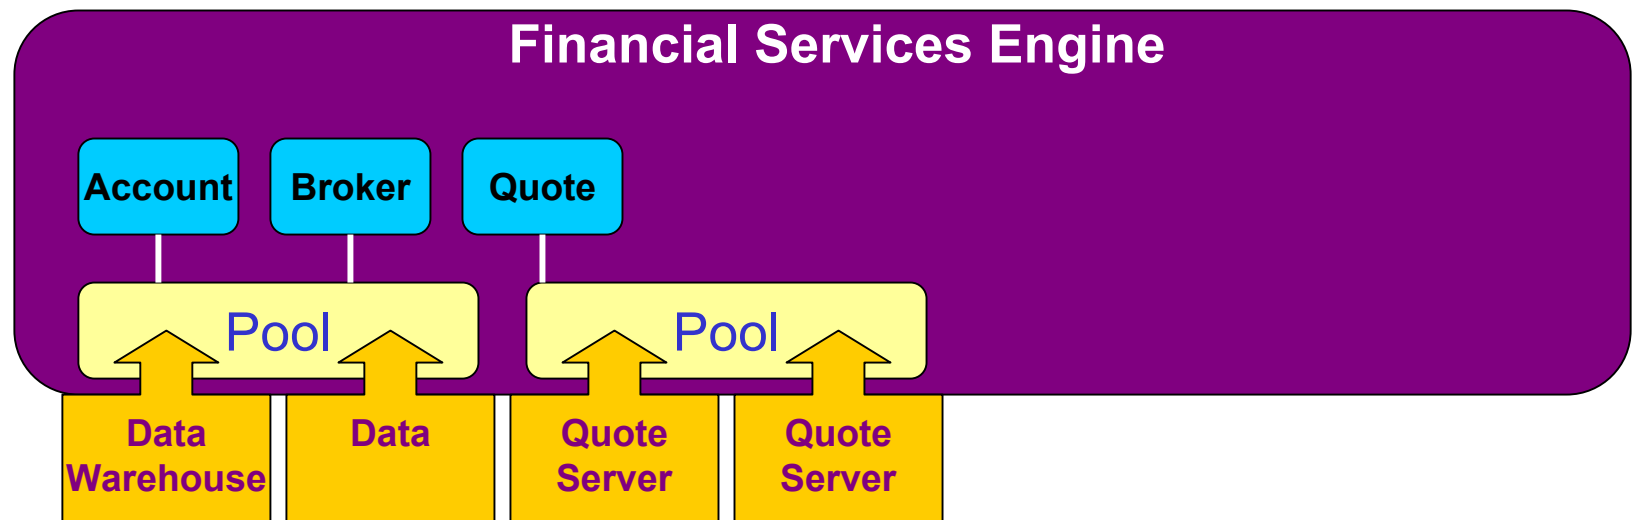 Financial Services Engine
Account
Broker
Quote
Pool
Pool
Data
Warehouse
Data
Quote
Server
Quote
Server